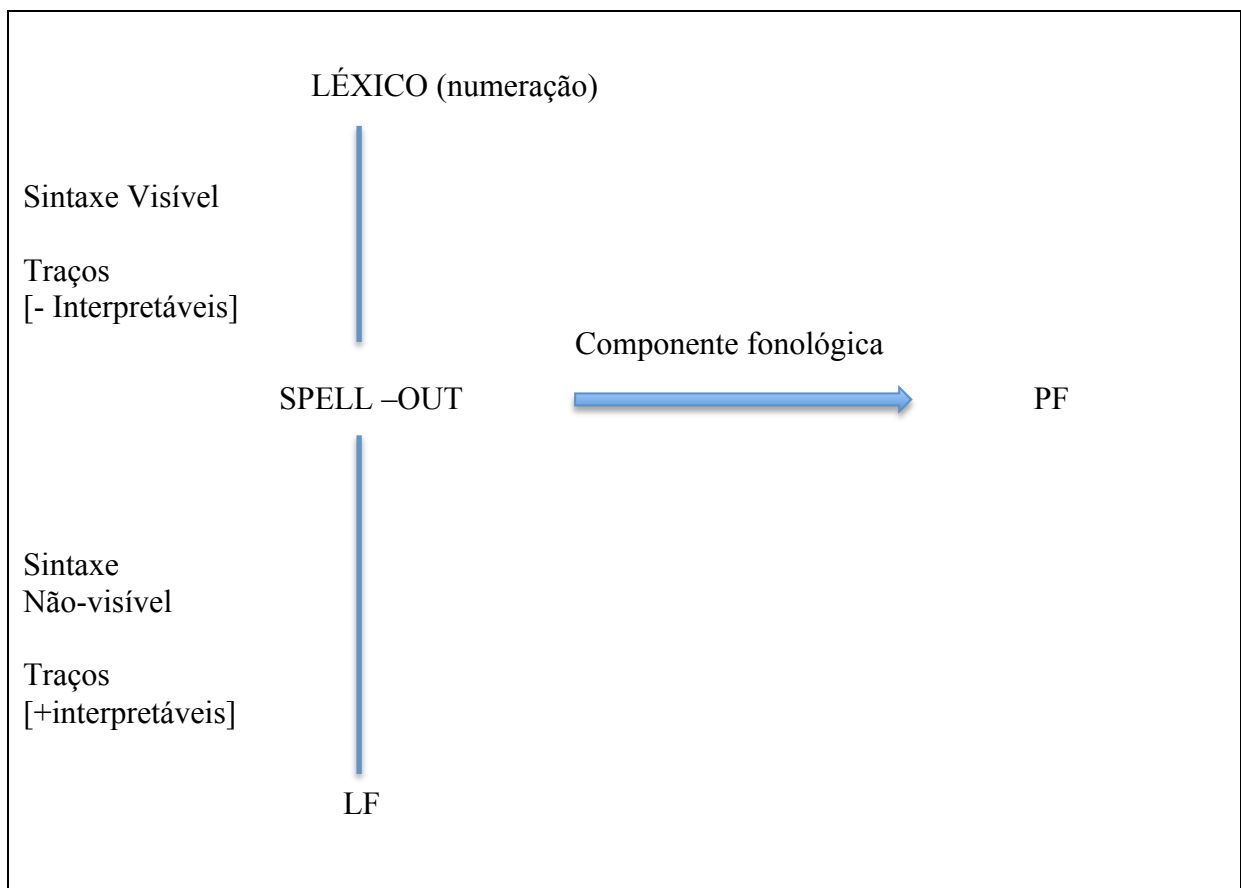 LÉXICO (numeração)
Sintaxe Visível
Traços
[- Interpretáveis]
Componente fonológica
SPELL –OUT
PF
Sintaxe
Não-visível
Traços
[+interpretáveis]
LF